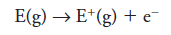 E(g) → E⁺(g) + e⁻